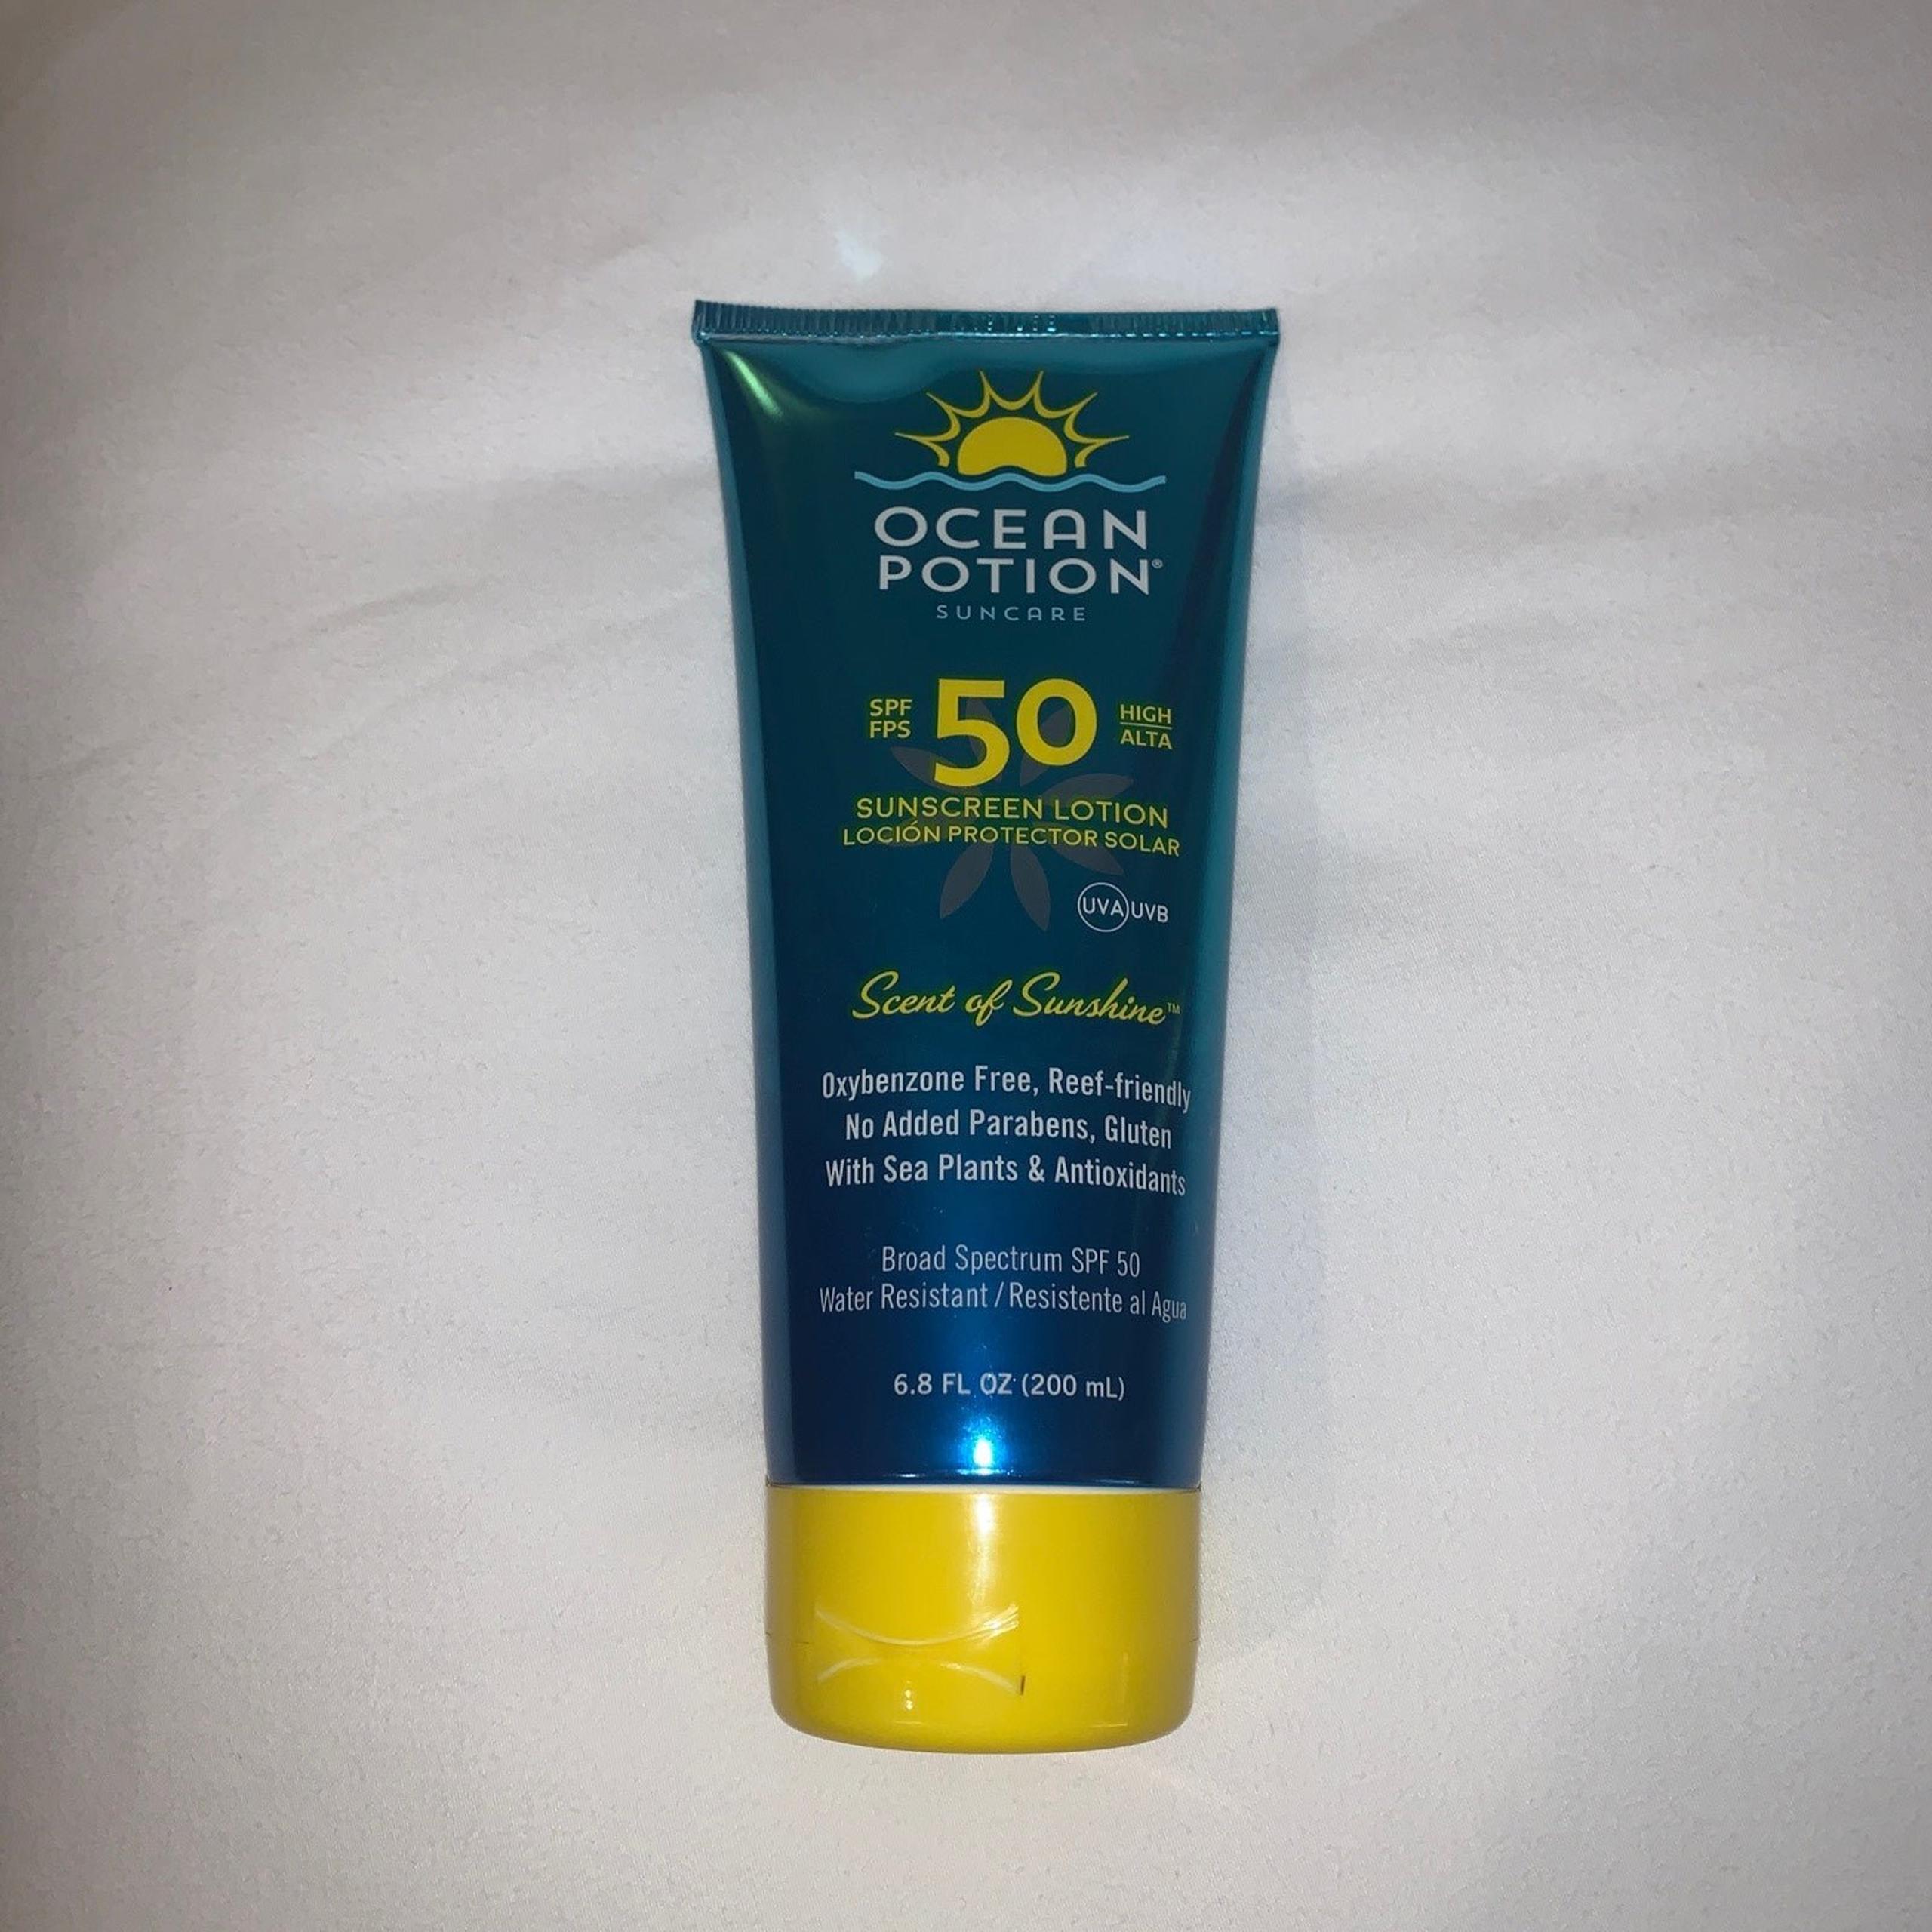 OCEAN
POTION®
SUNCARE
SPF
FPS
50
HIGH
ALTA
SUNSCREEN LOTION
LOCIÓN PROTECTOR SOLAR
UVA UVB
Scent of Sunshine™
Oxybenzone Free, Reef-friendly
No Added Parabens, Gluten
With Sea Plants & Antioxidants
Broad Spectrum SPF 50
Water Resistant / Resistente al Agua
6.8 FL OZ (200 mL)